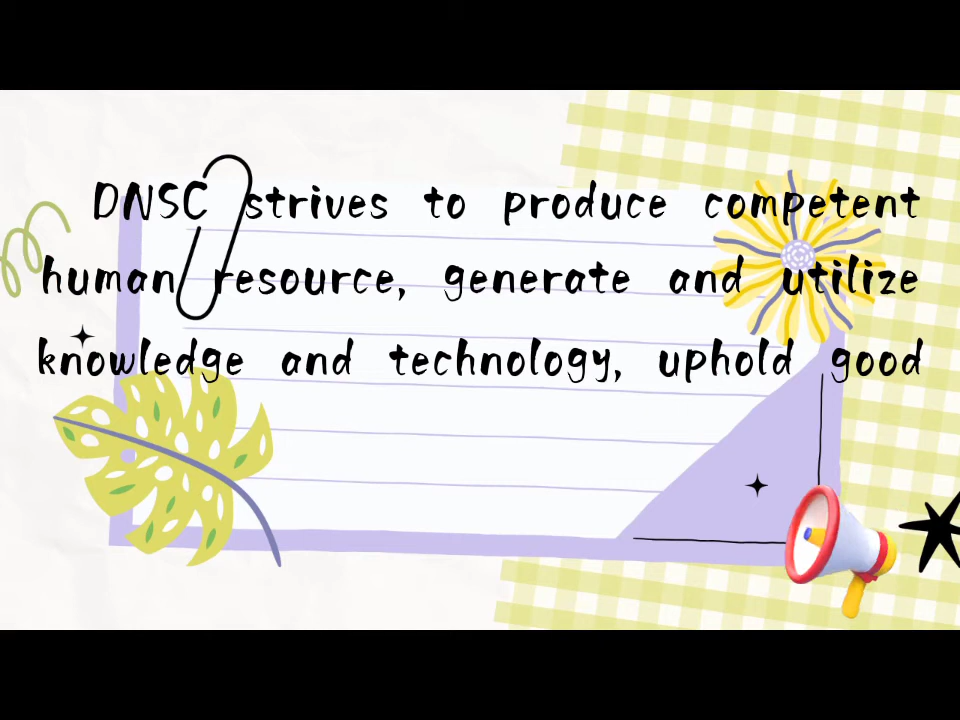 DNSC strives to produce competent
human resource, generate and utilize
knowledge and technology, uphold good